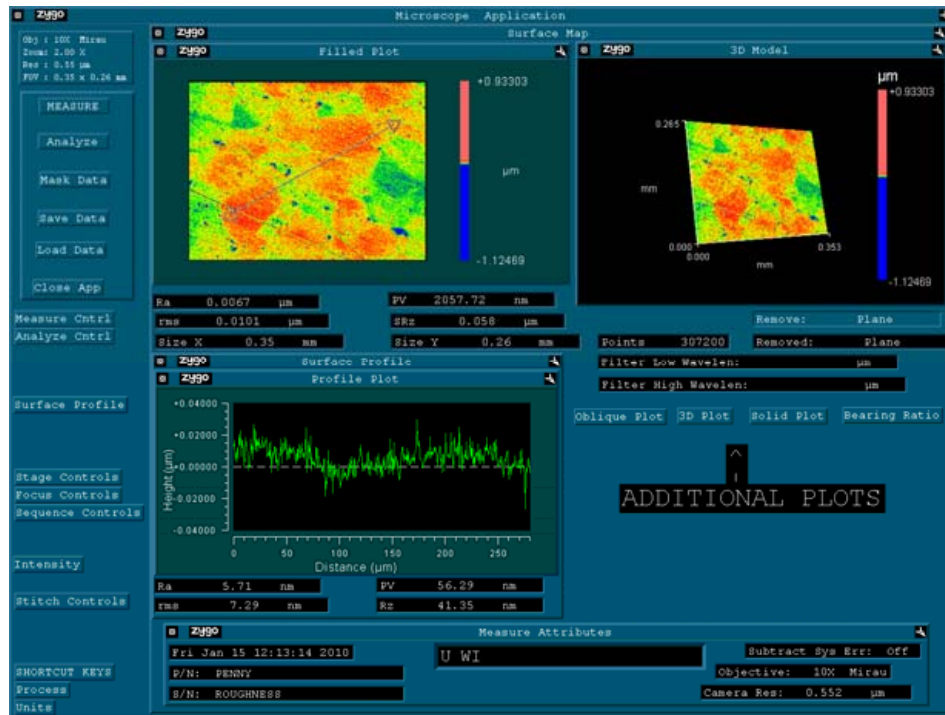 zygo Microscope Application
Obj : 10X Mirau
Zoom: 2.00 X
Res : 0.55 µm
FOV : 0.35 x 0.26 mm
MEASURE
Analyze
Mask Data
Save Data
Load Data
Close App
Measure Cntrl
Analyze Cntrl
Surface Profile
Stage Controls
Focus Controls
Sequence Controls
Intensity
Stitch Controls
SHORTCUT KEYS
Process
Units
zygo Surface Map
zygo Filled Plot
+0.93303
µm
-1.12469
zygo 3D Model
µm
+0.93303
0.265
mm
0.000
0.000
mm
0.353
-1.12469
Ra 0.0067 µm
PV 2057.72 nm
rms 0.0101 µm
SRz 0.058 µm
Size X 0.35 mm
Size Y 0.26 mm
Remove: Plane
Points 307200
Removed: Plane
Filter Low Wavelen: µm
Filter High Wavelen: µm
Oblique Plot
3D Plot
Solid Plot
Bearing Ratio
^
|
ADDITIONAL PLOTS
zygo Surface Profile
zygo Profile Plot
+0.04000
+0.02000
+0.00000
-0.02000
-0.04000
Height (µm)
0 50 100 150 200 250
Distance (µm)
Ra 5.71 nm
PV 56.29 nm
rms 7.29 nm
Rz 41.35 nm
zygo Measure Attributes
Fri Jan 15 12:13:14 2010
P/N: PENNY
S/N: ROUGHNESS
U WI
Subtract Sys Err: Off
Objective: 10X Mirau
Camera Res: 0.552 µm